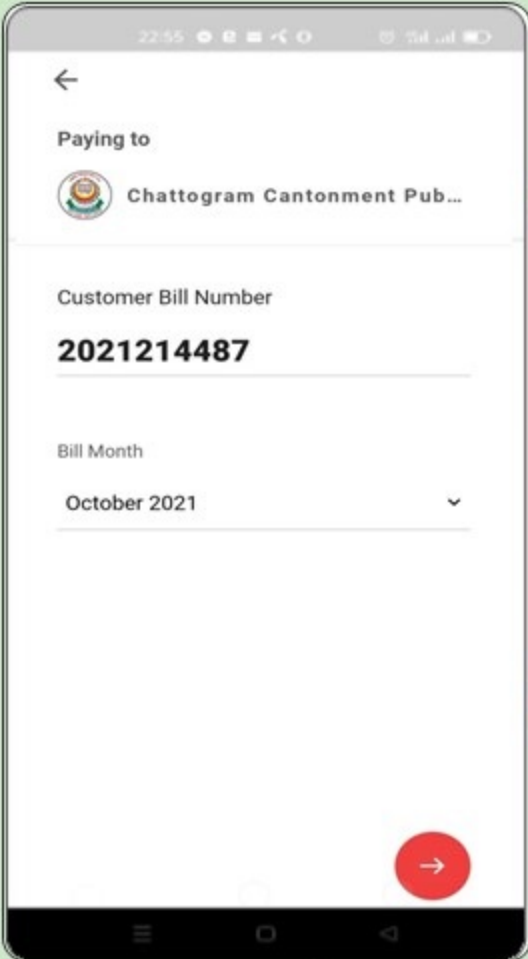 22:55
Paying to
Chattogram Cantonment Pub...
Customer Bill Number
2021214487
Bill Month
October 2021